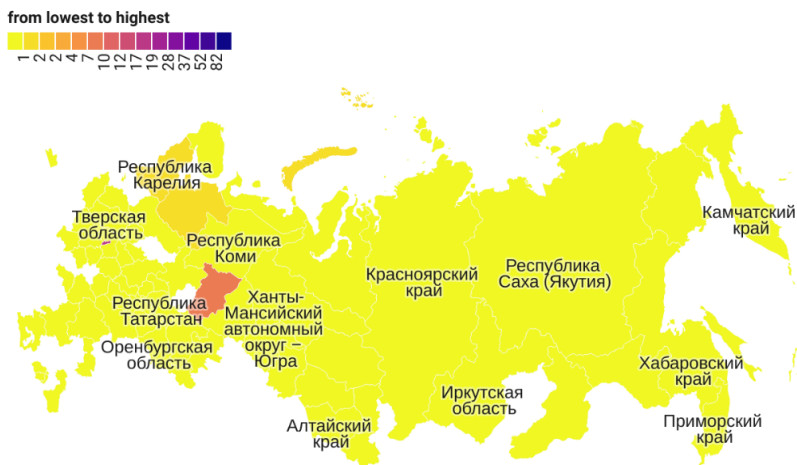 from lowest to highest
1 2 2 4 7 10 12 17 19 28 37 52 82
Республика
Карелия
Тверская
область
Республика
Коми
Камчатский
край
Красноярский
край
Республика
Саха (Якутия)
Республика
Татарстан
Ханты-
Мансийский
автономный
округ –
Югра
Оренбургская
область
Хабаровский
край
Иркутская
область
Алтайский
край
Приморский
край